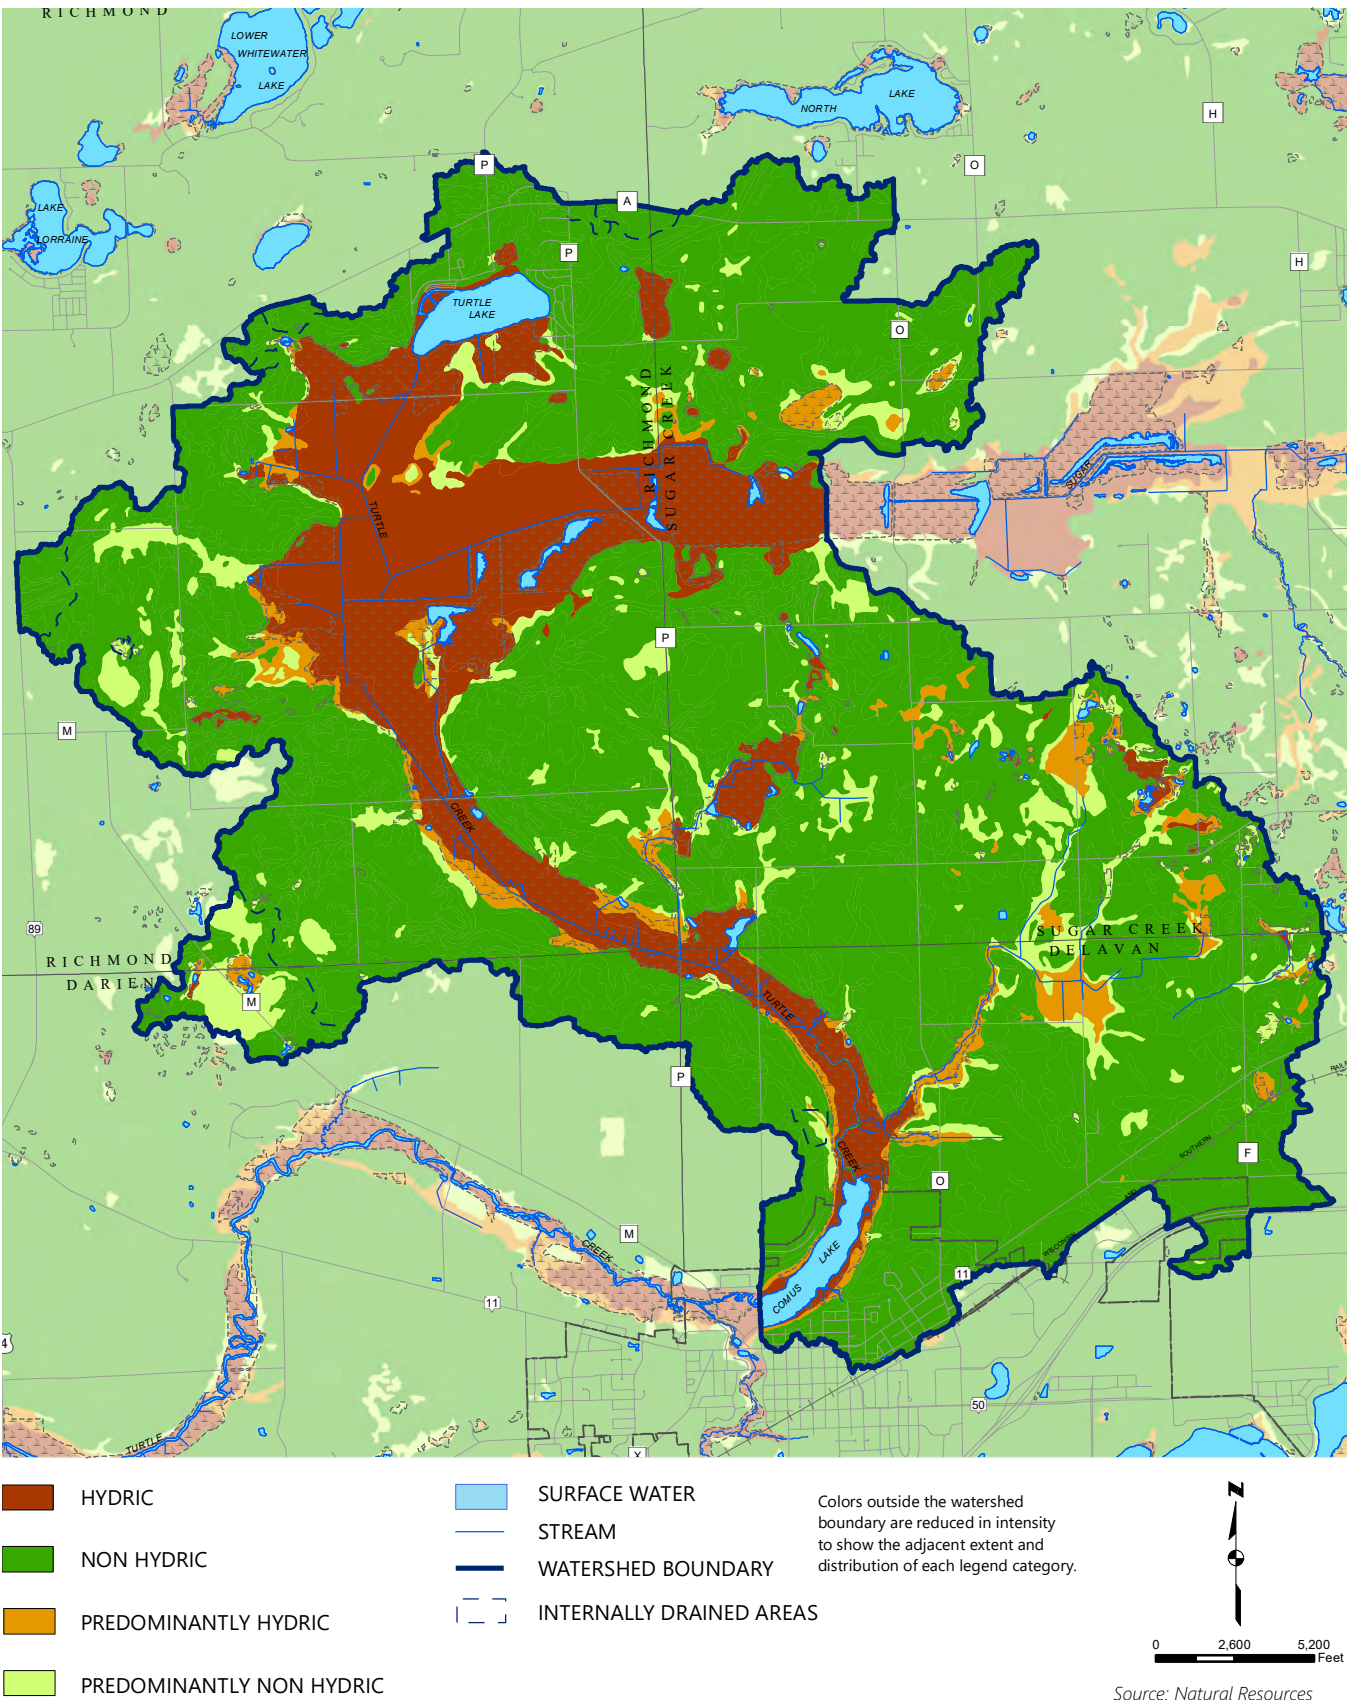 RICHMOND
LOWER
WHITEWATER
LAKE
NORTH LAKE
H
P
O
A
LAKE
LORRAINE
P
H
TURTLE
LAKE
O
RICHMOND
SUGAR CREEK
SUGAR
TURTLE
P
M
CREEK
89
SUGAR CREEK
DELAVAN
RICHMOND
DARIEN
M
TURTLE
P
CREEK
SOUTHERN
F
O
M
CREEK
WISCONSIN
LAKE
COMUS
11
11
4
50
TURTLE
X
HYDRIC
NON HYDRIC
PREDOMINANTLY HYDRIC
PREDOMINANTLY NON HYDRIC
SURFACE WATER
STREAM
WATERSHED BOUNDARY
INTERNALLY DRAINED AREAS
Colors outside the watershed
boundary are reduced in intensity
to show the adjacent extent and
distribution of each legend category.
N
0 2,600 5,200
Feet
Source: Natural Resources